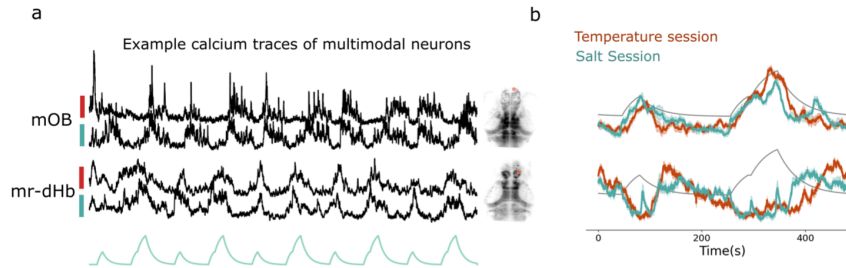 a
Example calcium traces of multimodal neurons
mOB
mr-dHb
b
Temperature session
Salt Session
0
200
400
Time(s)